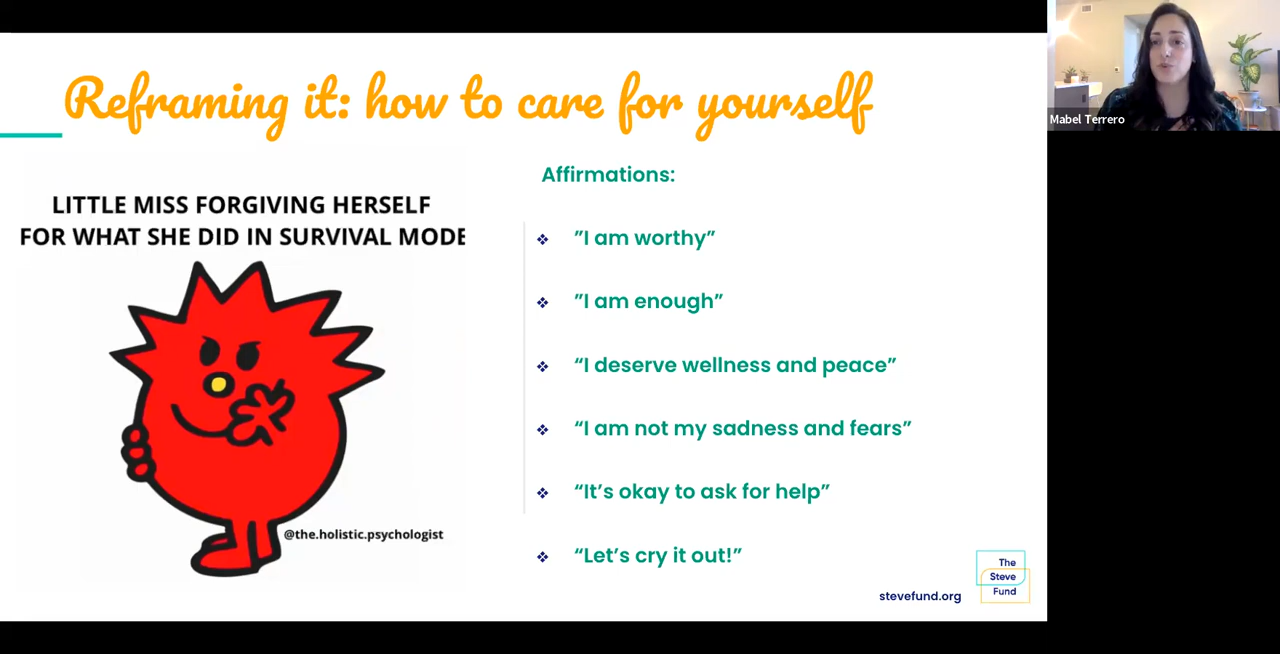 Reframing it: how to care for yourself
LITTLE MISS FORGIVING HERSELF
FOR WHAT SHE DID IN SURVIVAL MODE
@the.holistic.psychologist
Affirmations:
❖ ”I am worthy”
❖ ”I am enough”
❖ “I deserve wellness and peace”
❖ “I am not my sadness and fears”
❖ “It’s okay to ask for help”
❖ “Let’s cry it out!”
stevefund.org
The
Steve
Fund
Mabel Terrero